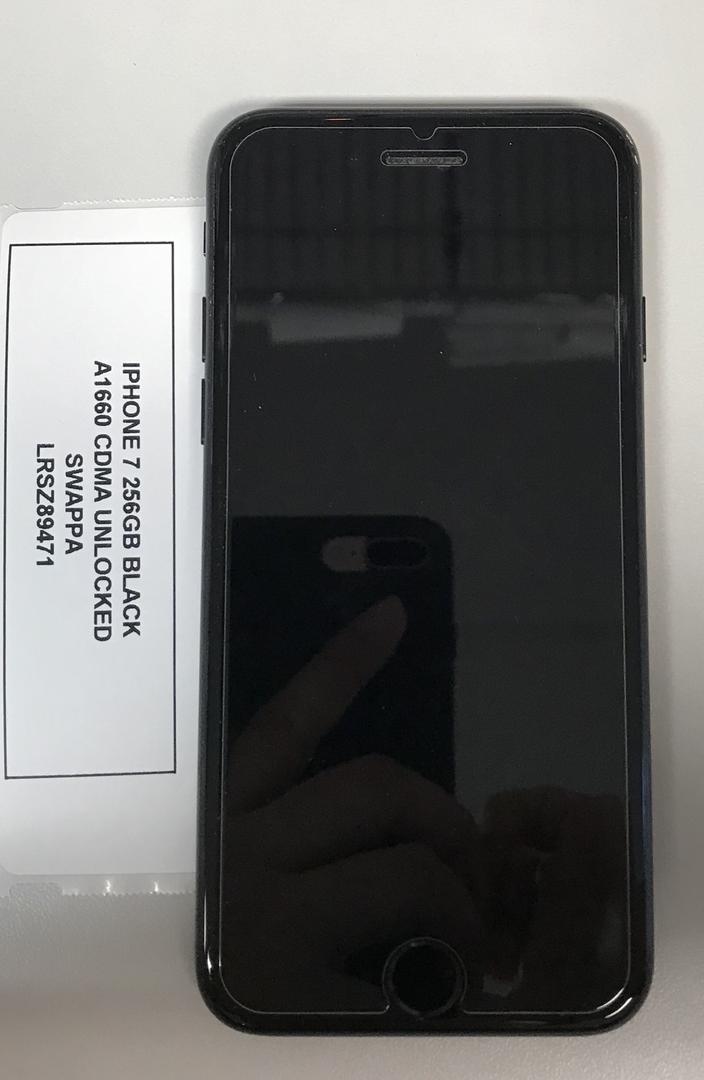 IPHONE 7 256GB BLACK
A1660 CDMA UNLOCKED
SWAPPA
LRSZ89471